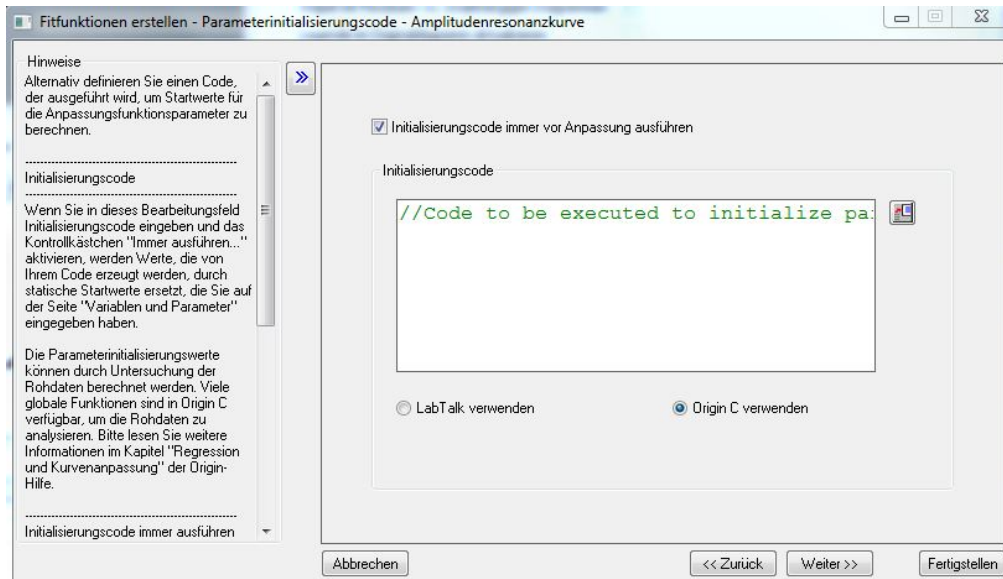 Fitfunktionen erstellen - Parameterinitialisierungscode - Amplitudenresonanzkurve
Hinweise
Alternativ definieren Sie einen Code,
der ausgeführt wird, um Startwerte für
die Anpassungsfunktionsparameter zu
berechnen.
--------------------------------------------------------
Initialisierungscode
--------------------------------------------------------
Wenn Sie in dieses Bearbeitungsfeld
Initialisierungscode eingeben und das
Kontrollkästchen "Immer ausführen..."
aktivieren, werden Werte, die von
Ihrem Code erzeugt werden, durch
statische Startwerte ersetzt, die Sie auf
der Seite "Variablen und Parameter"
eingegeben haben.
Die Parameterinitialisierungswerte
können durch Untersuchung der
Rohdaten berechnet werden. Viele
globale Funktionen sind in Origin C
verfügbar, um die Rohdaten zu
analysieren. Bitte lesen Sie weitere
Informationen im Kapitel "Regression
und Kurvenanpassung" der Origin-
Hilfe.
--------------------------------------------------------
Initialisierungscode immer ausführen
Initialisierungscode immer vor Anpassung ausführen
Initialisierungscode
//Code to be executed to initialize par
LabTalk verwenden
Origin C verwenden
Abbrechen
<< Zurück
Weiter >>
Fertigstellen